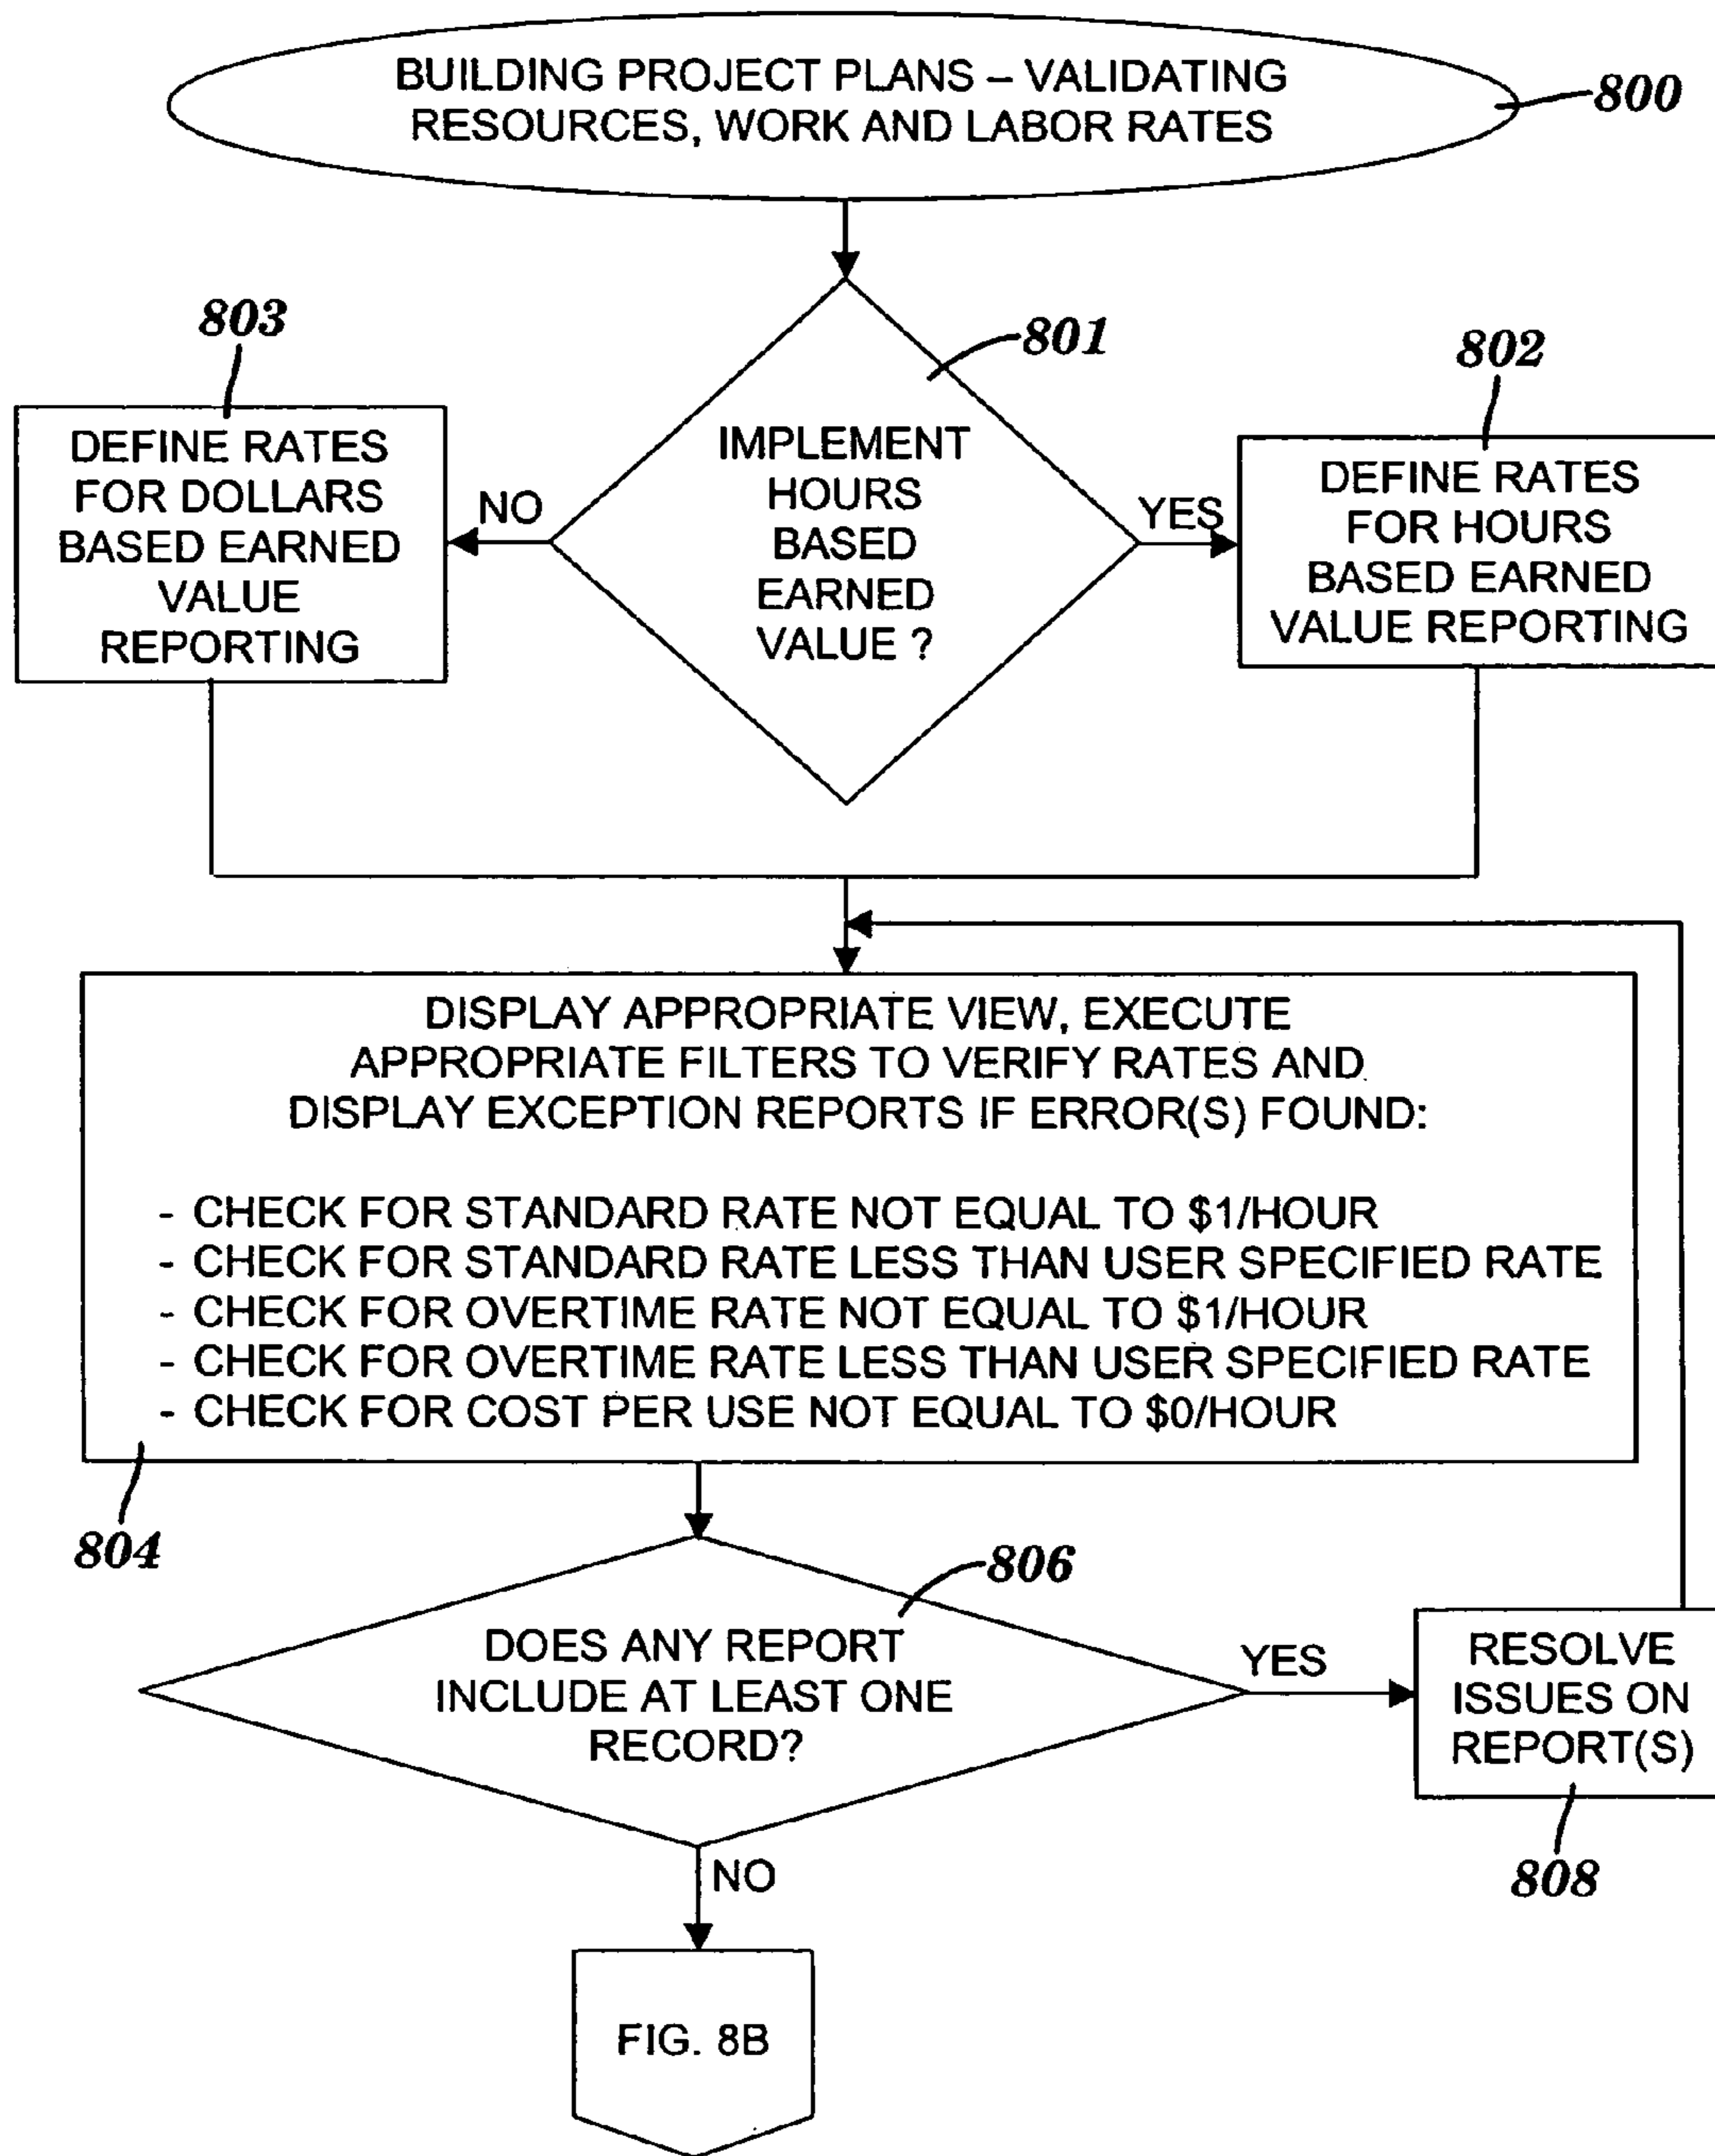 BUILDING PROJECT PLANS – VALIDATING
RESOURCES, WORK AND LABOR RATES
800
801
IMPLEMENT
HOURS
BASED
EARNED
VALUE ?
NO
YES
803
DEFINE RATES
FOR DOLLARS
BASED EARNED
VALUE
REPORTING
802
DEFINE RATES
FOR HOURS
BASED EARNED
VALUE REPORTING
DISPLAY APPROPRIATE VIEW, EXECUTE
APPROPRIATE FILTERS TO VERIFY RATES AND
DISPLAY EXCEPTION REPORTS IF ERROR(S) FOUND:
- CHECK FOR STANDARD RATE NOT EQUAL TO $1/HOUR
- CHECK FOR STANDARD RATE LESS THAN USER SPECIFIED RATE
- CHECK FOR OVERTIME RATE NOT EQUAL TO $1/HOUR
- CHECK FOR OVERTIME RATE LESS THAN USER SPECIFIED RATE
- CHECK FOR COST PER USE NOT EQUAL TO $0/HOUR
804
806
DOES ANY REPORT
INCLUDE AT LEAST ONE
RECORD?
YES
RESOLVE
ISSUES ON
REPORT(S)
808
NO
FIG. 8B